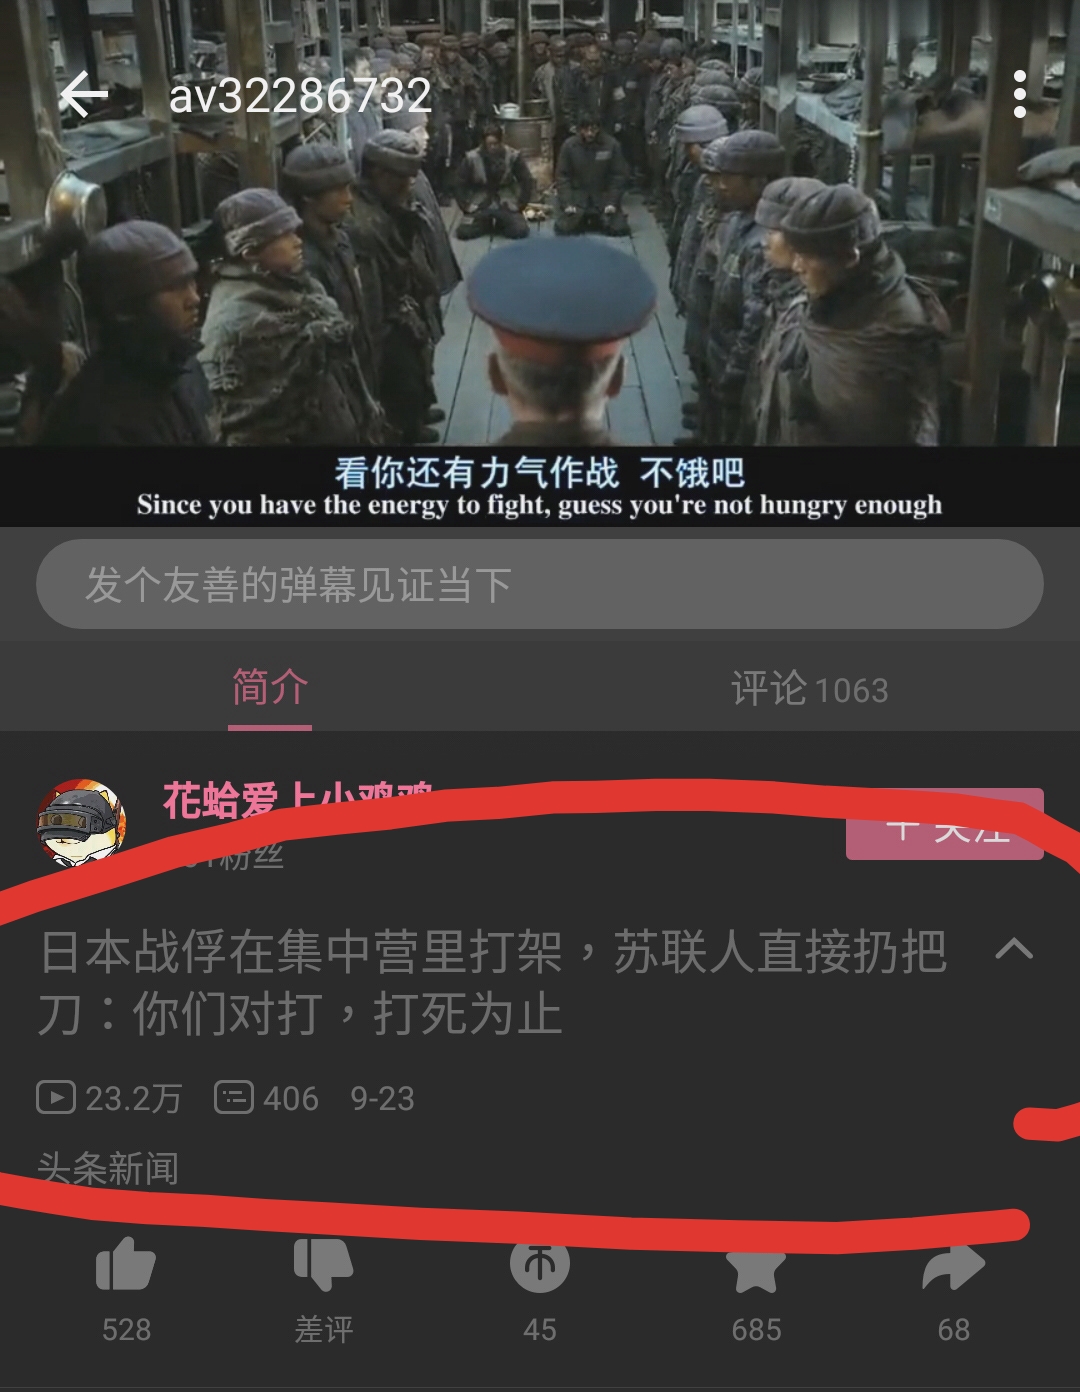 av32286732
看你还有力气作战 不饿吧
Since you have the energy to fight, guess you're not hungry enough
发个友善的弹幕见证当下
简介
评论 1063
花蛤爱上小鸡鸡
粉丝
+ 关注
日本战俘在集中营里打架，苏联人直接扔把
刀：你们对打，打死为止
23.2万 406 9-23
头条新闻
528 差评 45 685 68